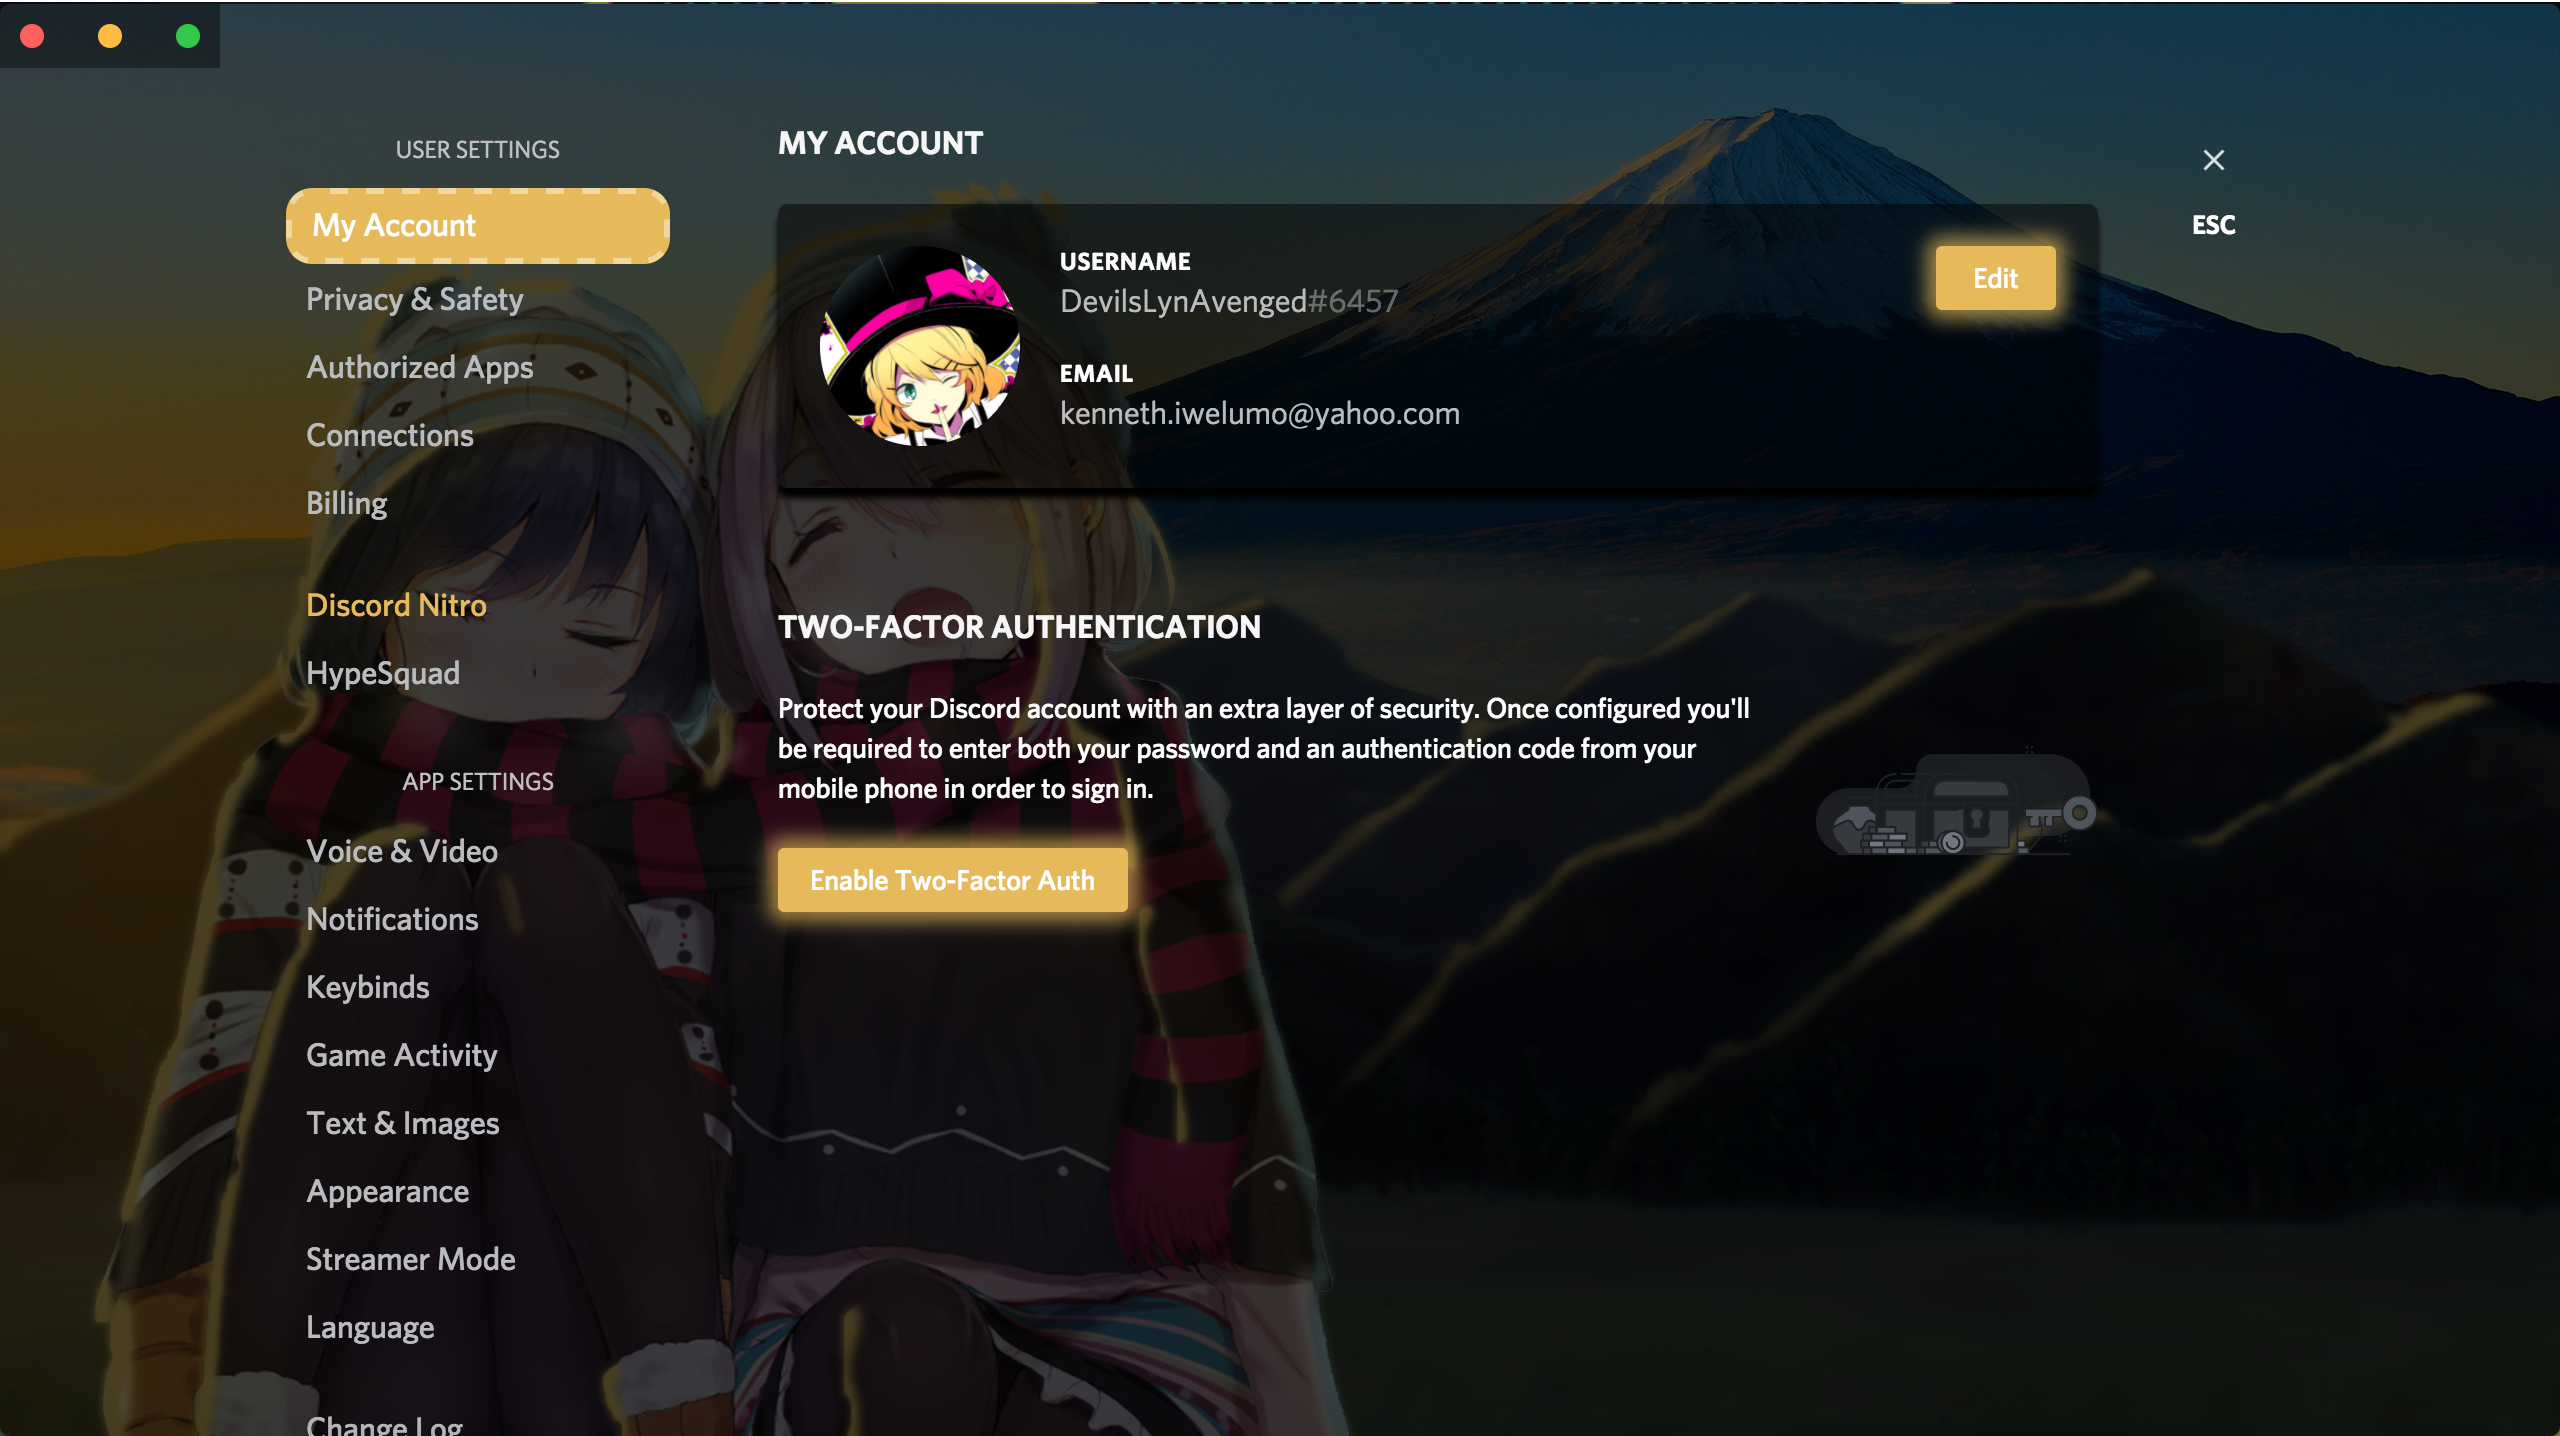 USER SETTINGS
My Account
Privacy & Safety
Authorized Apps
Connections
Billing
Discord Nitro
HypeSquad
APP SETTINGS
Voice & Video
Notifications
Keybinds
Game Activity
Text & Images
Appearance
Streamer Mode
Language
Change Log
MY ACCOUNT
USERNAME
DevilsLynAvenged#6457
EMAIL
kenneth.iwelumo@yahoo.com
Edit
TWO-FACTOR AUTHENTICATION
Protect your Discord account with an extra layer of security. Once configured you'll
be required to enter both your password and an authentication code from your
mobile phone in order to sign in.
Enable Two-Factor Auth
ESC